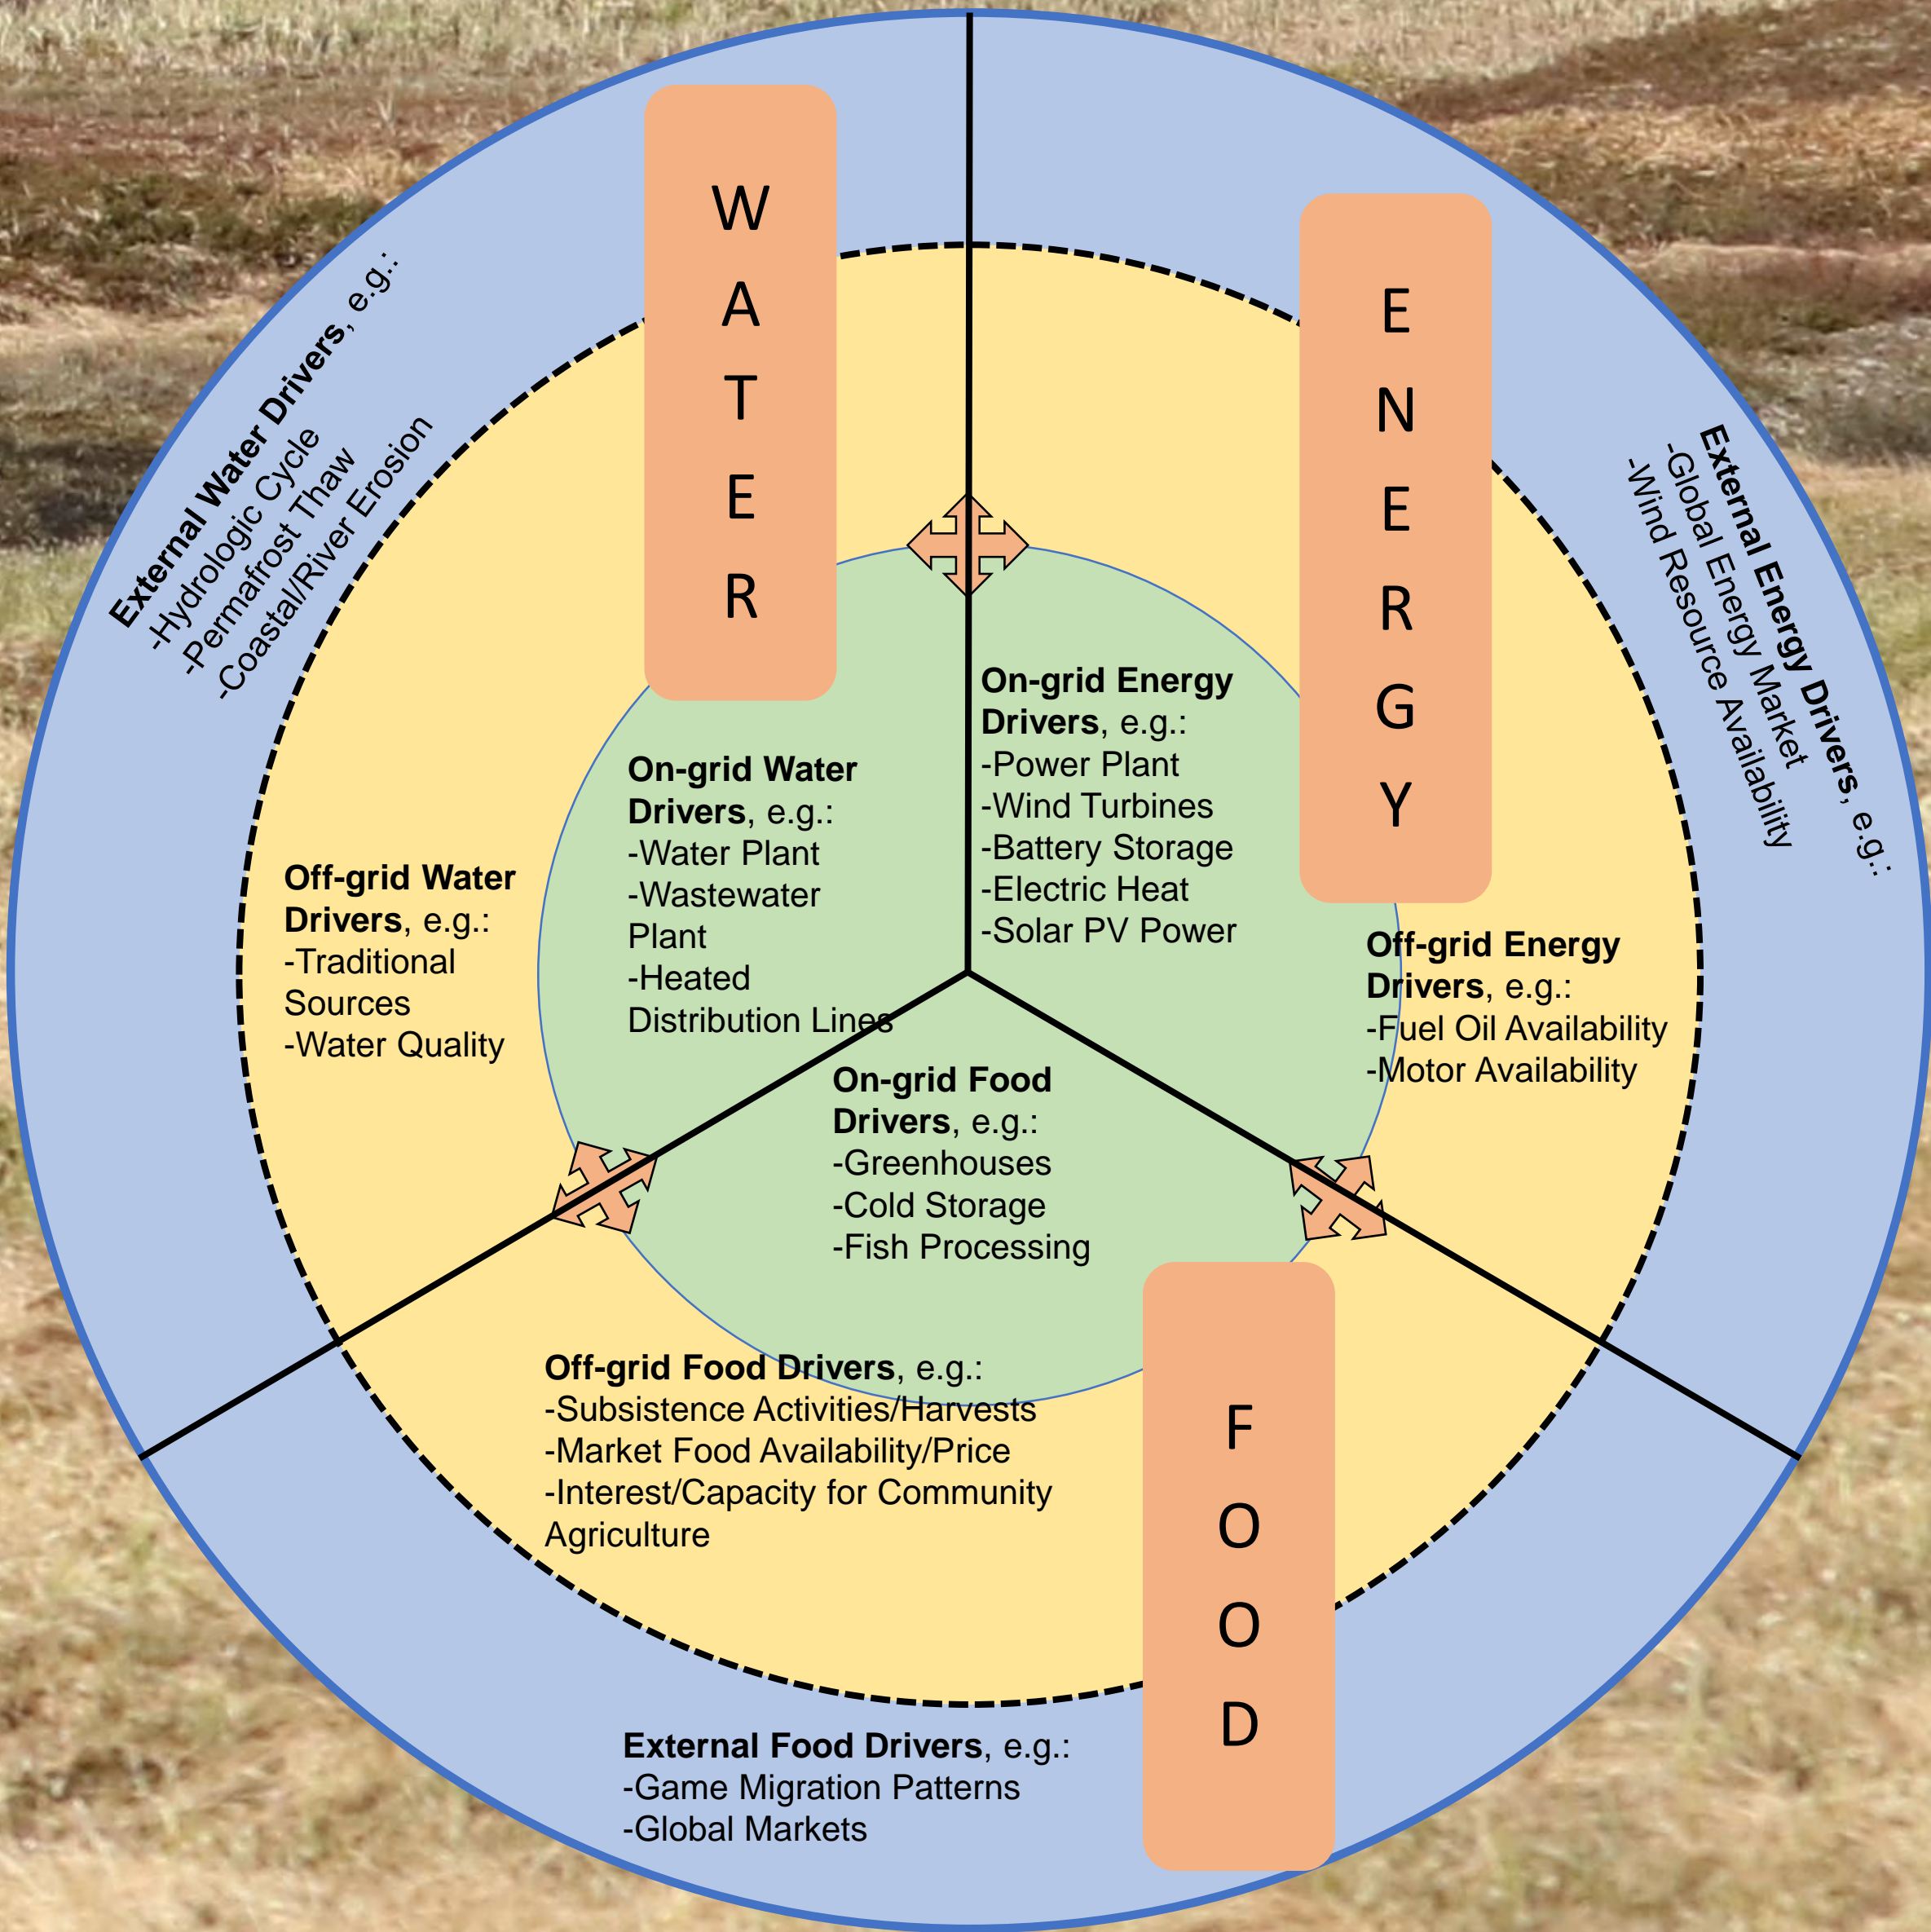 WATER
ENERGY
External Water Drivers, e.g.:
-Hydrologic Cycle
-Permafrost Thaw
-Coastal/River Erosion
External Energy Drivers, e.g.:
-Global Energy Market
-Wind Resource Availability
On-grid Energy
Drivers, e.g.:
-Power Plant
-Wind Turbines
-Battery Storage
-Electric Heat
-Solar PV Power
On-grid Water
Drivers, e.g.:
-Water Plant
-Wastewater
Plant
-Heated
Distribution Lines
Off-grid Water
Drivers, e.g.:
-Traditional
Sources
-Water Quality
Off-grid Energy
Drivers, e.g.:
-Fuel Oil Availability
-Motor Availability
On-grid Food
Drivers, e.g.:
-Greenhouses
-Cold Storage
-Fish Processing
Off-grid Food Drivers, e.g.:
-Subsistence Activities/Harvests
-Market Food Availability/Price
-Interest/Capacity for Community
Agriculture
FOOD
External Food Drivers, e.g.:
-Game Migration Patterns
-Global Markets